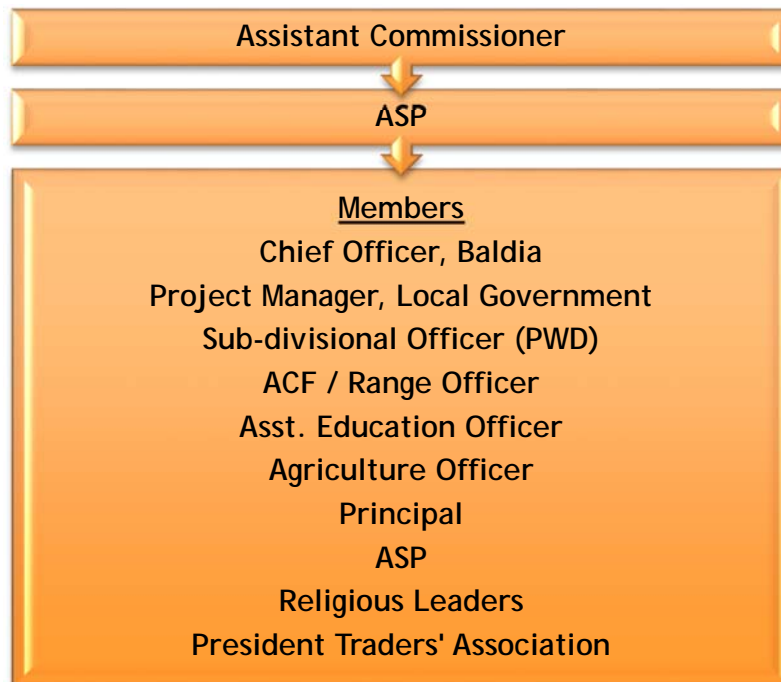 Assistant Commissioner
ASP
Members
Chief Officer, Baldia
Project Manager, Local Government
Sub-divisional Officer (PWD)
ACF / Range Officer
Asst. Education Officer
Agriculture Officer
Principal
ASP
Religious Leaders
President Traders' Association